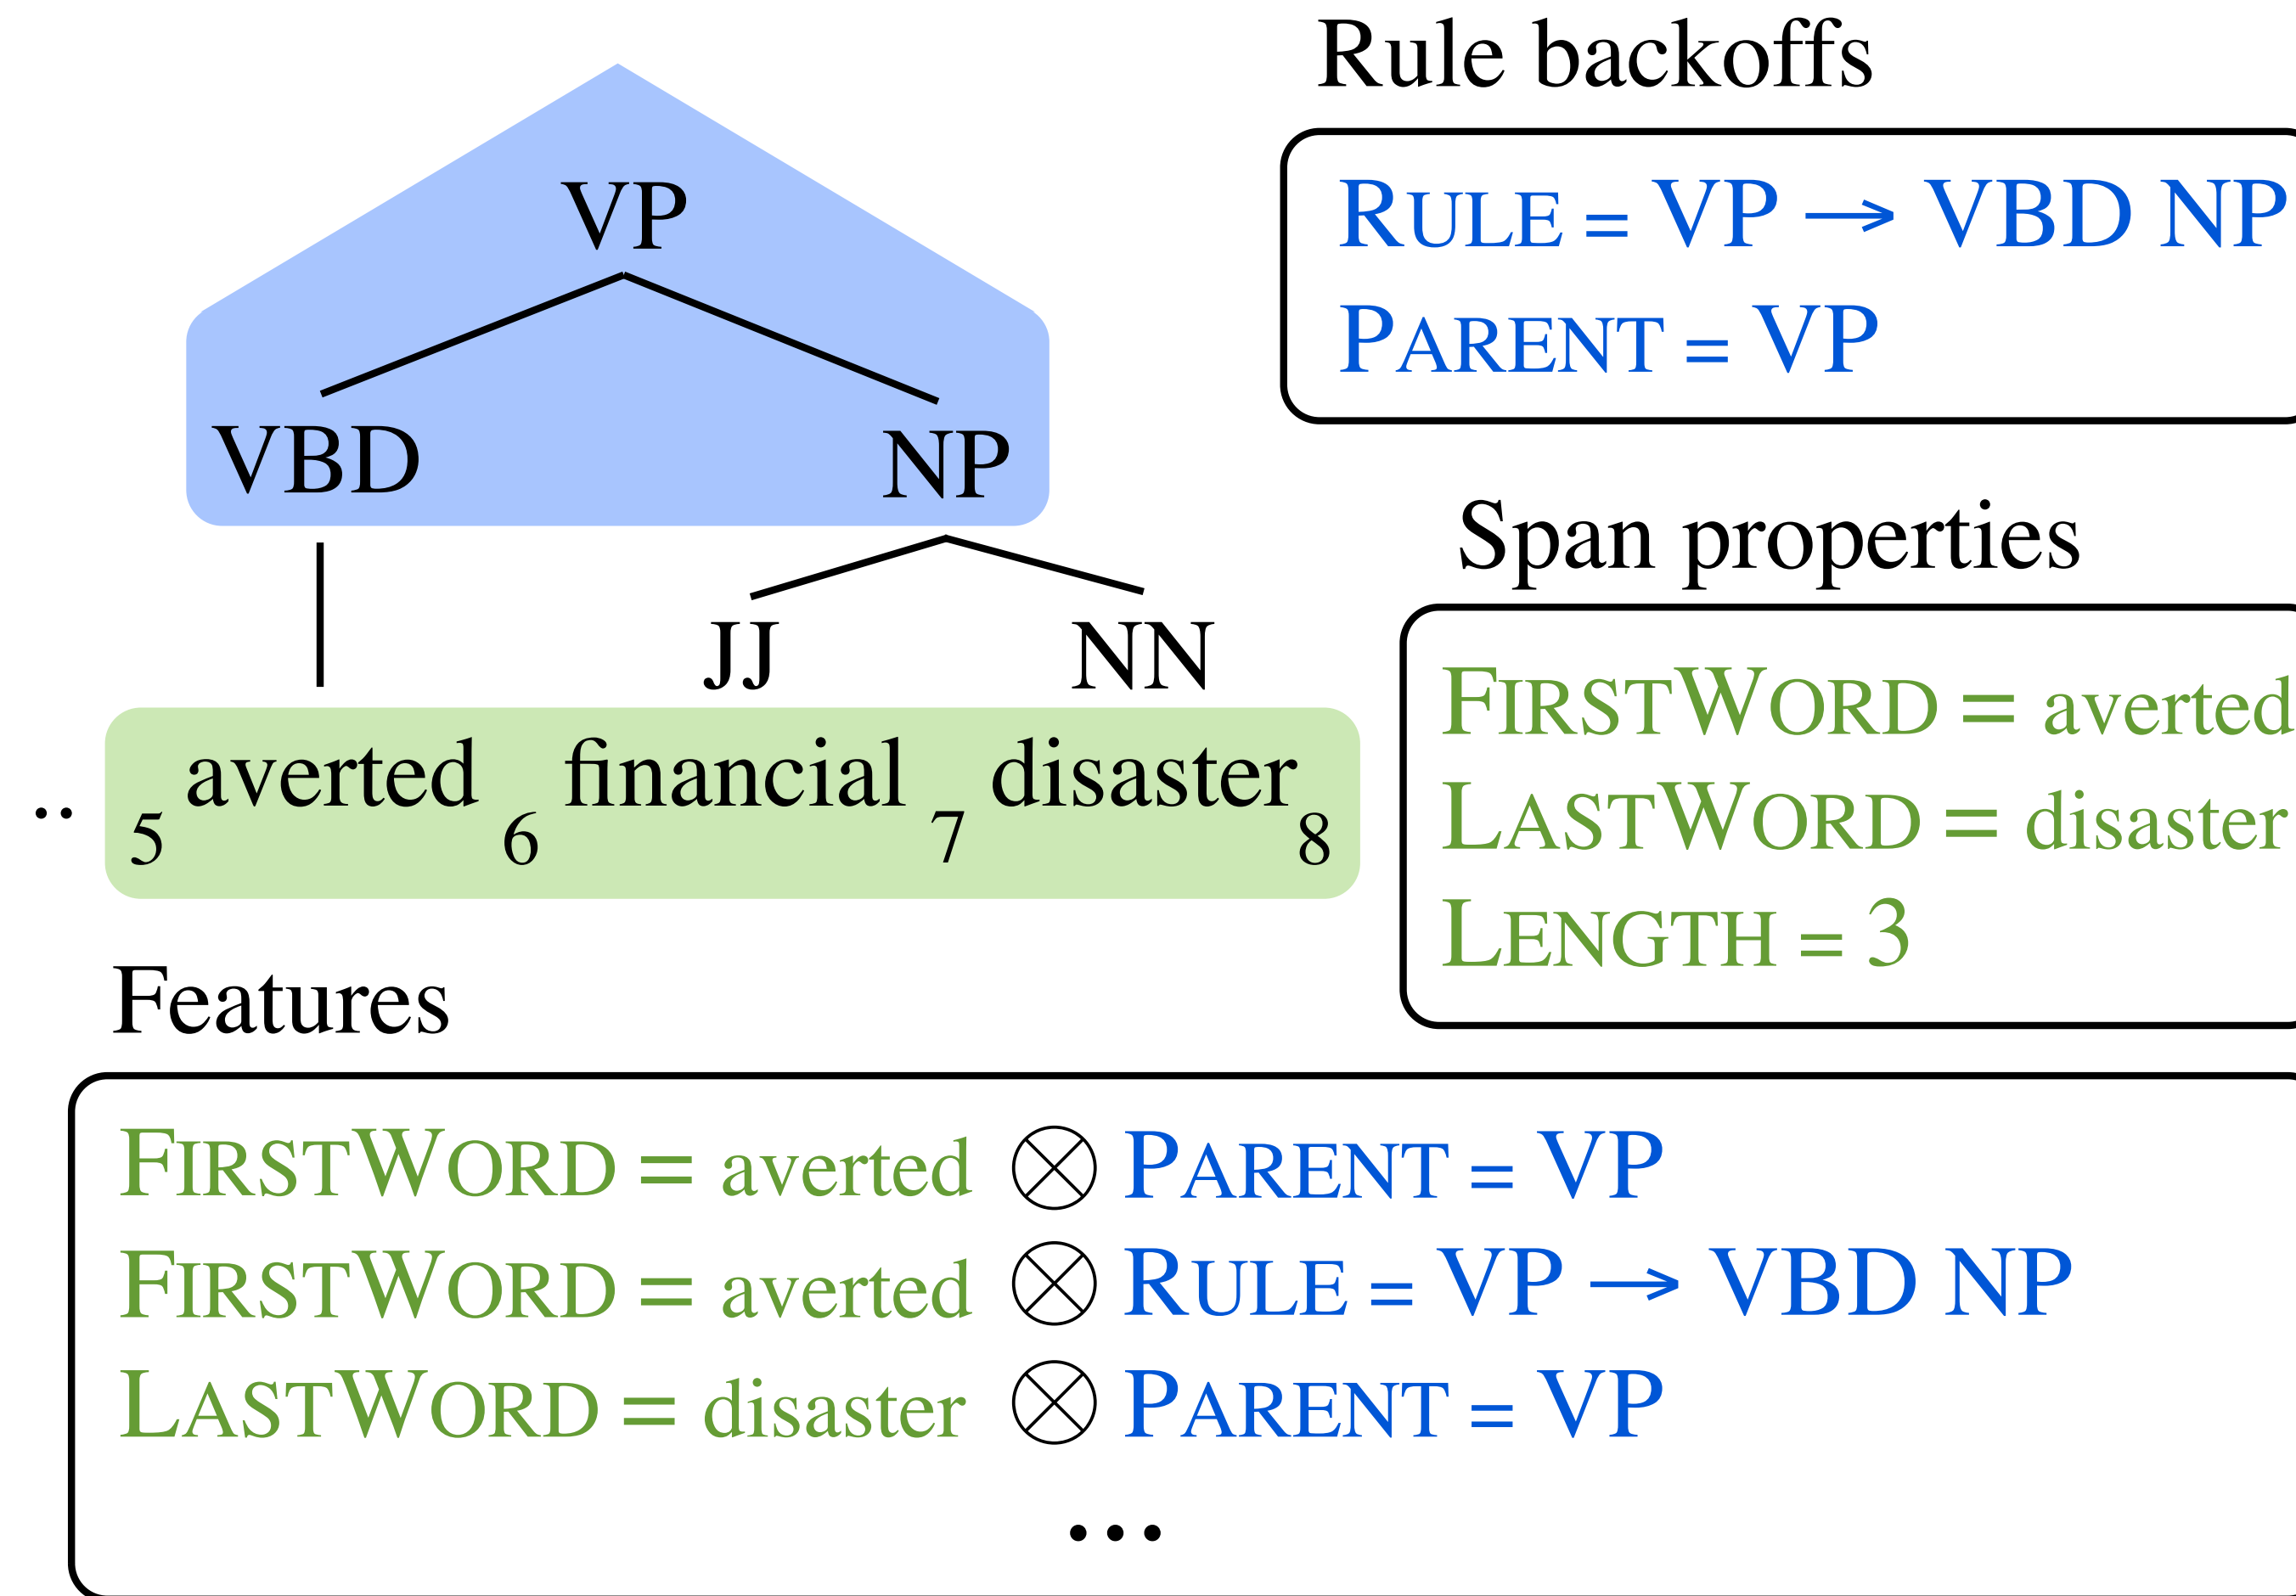 Rule backoffs
VP
RULE = VP → VBD NP
PARENT = VP
VBD NP
Span properties
JJ NN
FIRSTWORD = averted
LASTWORD = disaster
LENGTH = 3
.. 5 averted 6 financial 7 disaster 8
Features
FIRSTWORD = averted ⊗ PARENT = VP
FIRSTWORD = averted ⊗ RULE = VP → VBD NP
LASTWORD = disaster ⊗ PARENT = VP
...